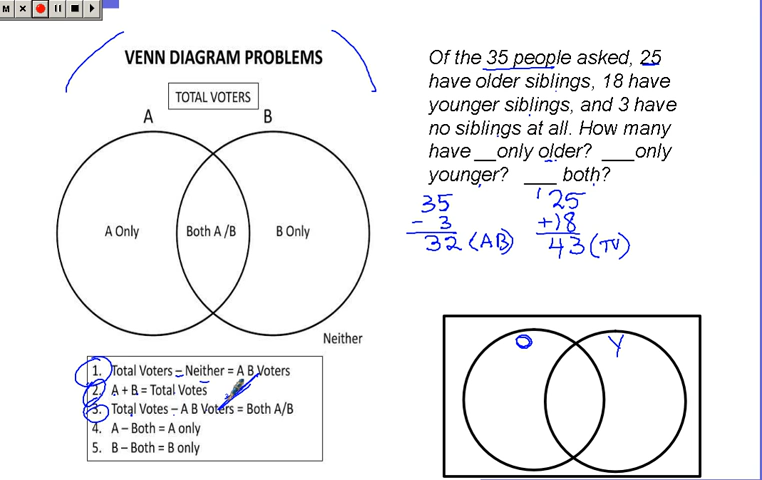 M
VENN DIAGRAM PROBLEMS
TOTAL VOTERS
A B
A Only Both A /B B Only
Neither
1. Total Voters – Neither = A B Voters
2. A + B = Total Votes
3. Total Votes – A B Voters = Both A/B
4. A – Both = A only
5. B – Both = B only
Of the 35 people asked, 25
have older siblings, 18 have
younger siblings, and 3 have
no siblings at all. How many
have __only older? ___only
younger? ___ both?
35
- 3
32 (AB)
1
25
+18
43 (TV)
O Y